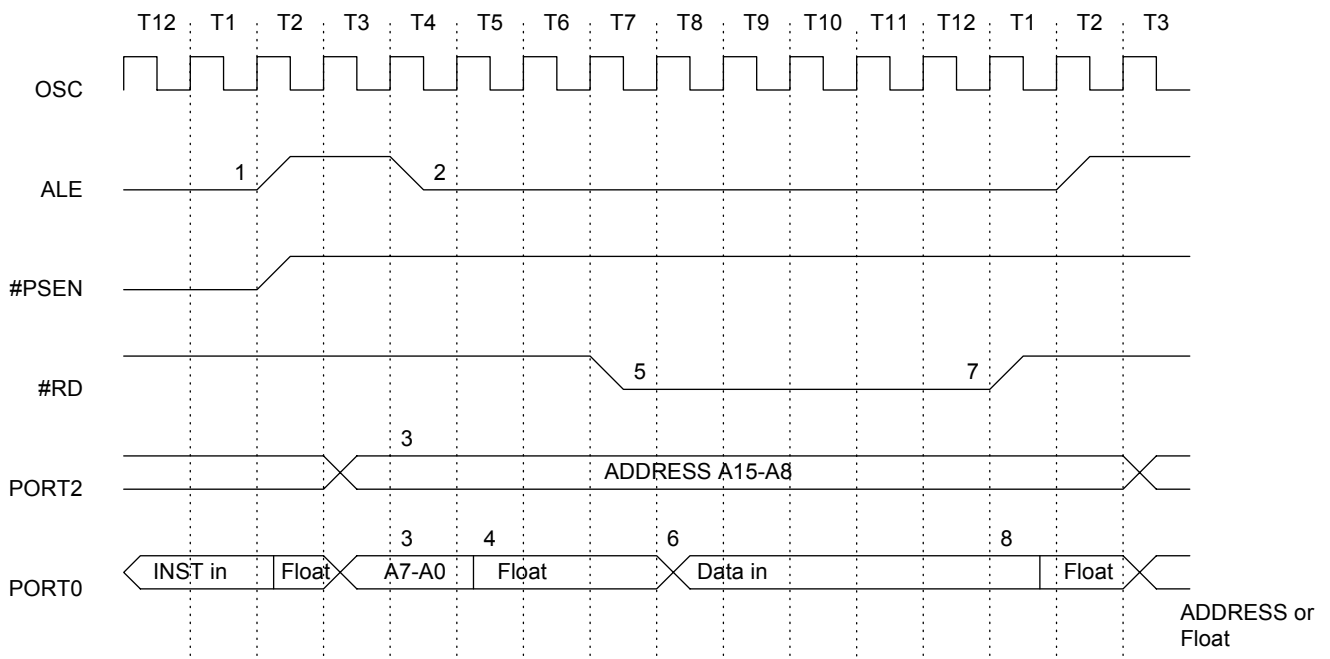 T12 T1 T2 T3 T4 T5 T6 T7 T8 T9 T10 T11 T12 T1 T2 T3
OSC
1 2
ALE
#PSEN
5 7
#RD
3
ADDRESS A15-A8
PORT2
3 4 6 8
INST in Float A7-A0 Float Data in Float
PORT0
ADDRESS or
Float